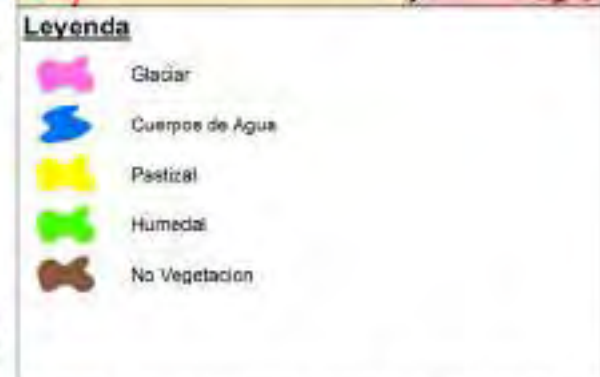 Leyenda
Glaciar
Cuerpos de Agua
Pastizal
Humedal
No Vegetacion